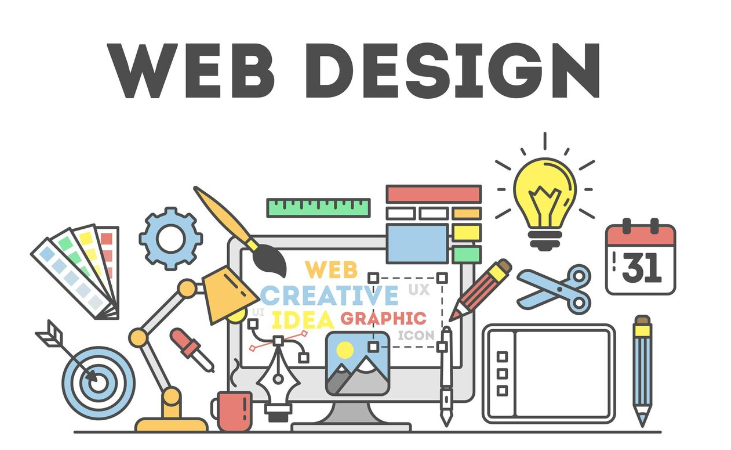 WEB DESIGN
WEB
CREATIVE UX
UI IDEA GRAPHIC
ICON
31